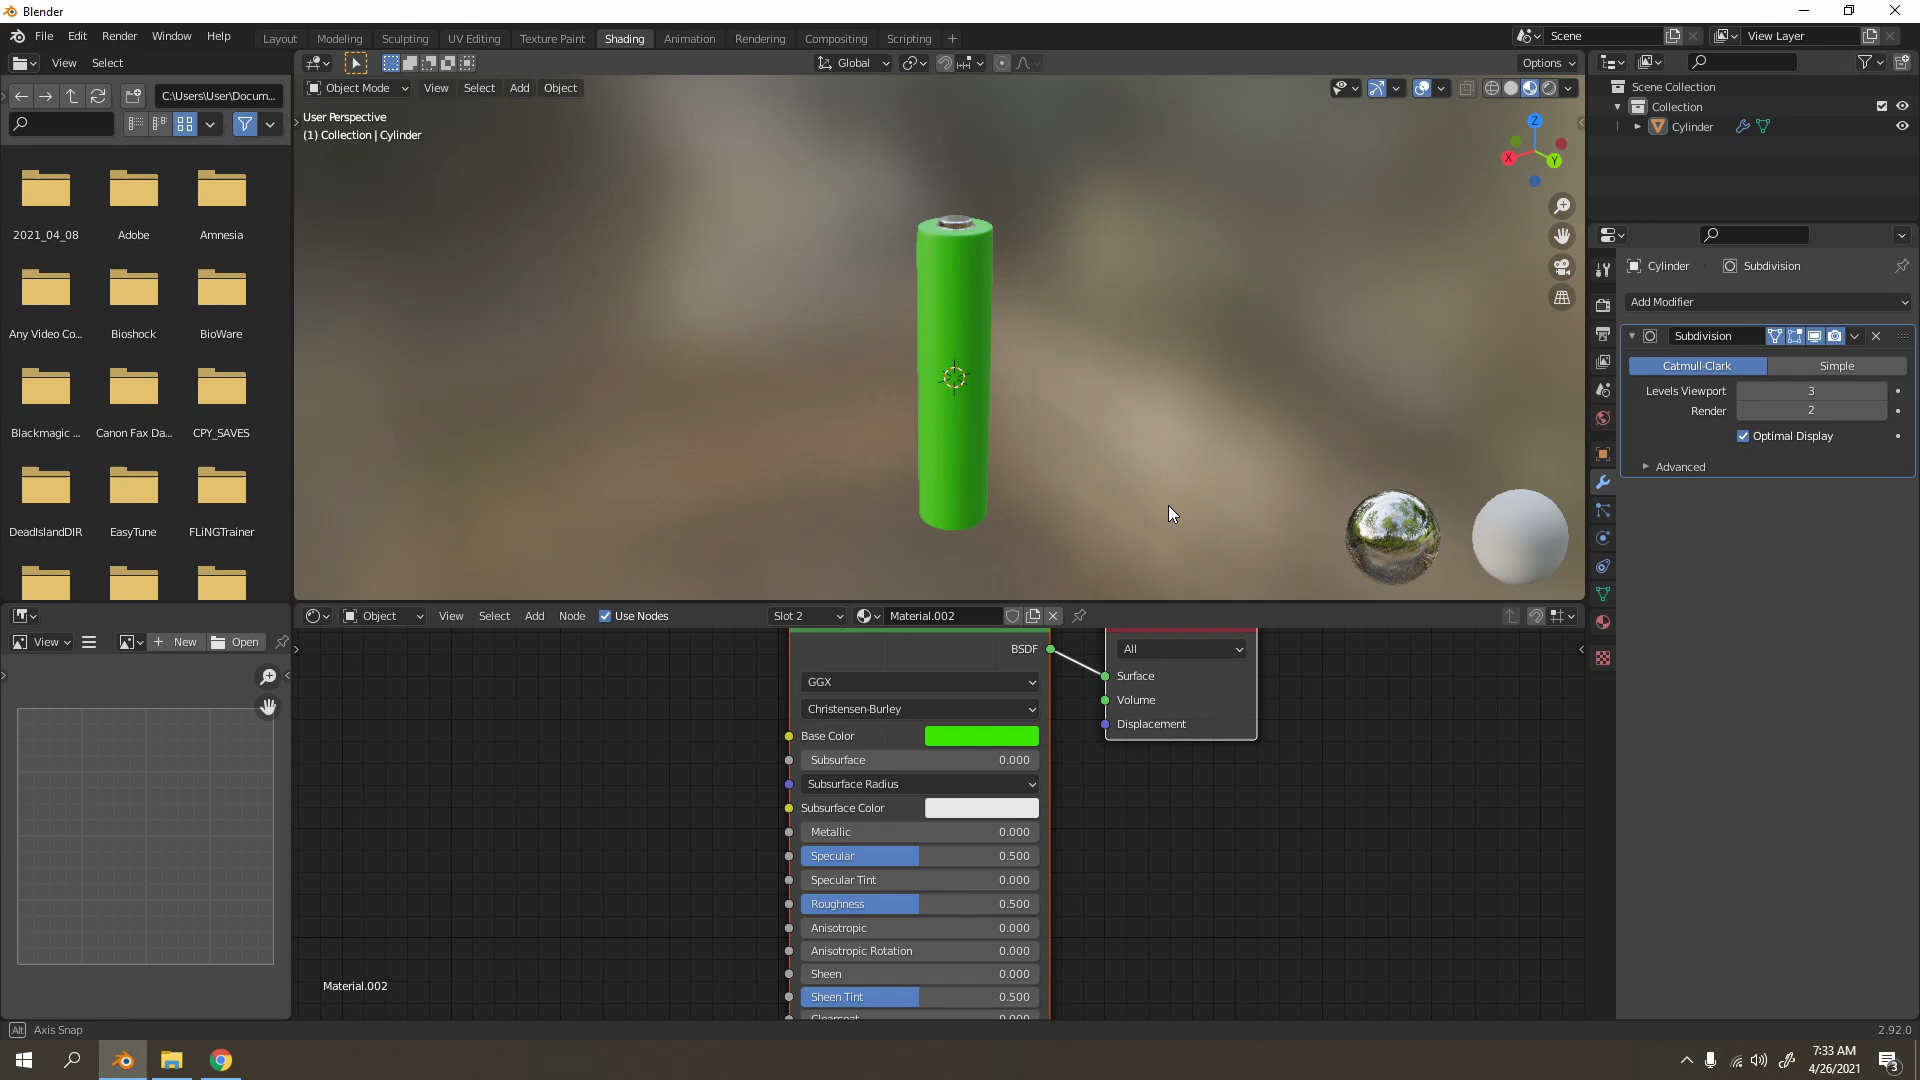 Blender
File Edit Render Window Help
Layout Modeling Sculpting UV Editing Texture Paint Shading Animation Rendering Compositing Scripting +
Scene
View Layer
View Select
Global
Options
C:\Users\User\Docum...
Object Mode View Select Add Object
User Perspective
(1) Collection | Cylinder
Z
X
Y
Scene Collection
Collection
Cylinder
2021_04_08 Adobe Amnesia
Any Video Co... Bioshock BioWare
Blackmagic ... Canon Fax Da... CPY_SAVES
DeadIslandDIR EasyTune FLiNGTrainer
Cylinder Subdivision
Add Modifier
Subdivision
Catmull-Clark Simple
Levels Viewport 3
Render 2
Optimal Display
Advanced
View New Open
Object View Select Add Node Use Nodes Slot 2 Material.002
BSDF
GGX
Christensen-Burley
Base Color
Subsurface 0.000
Subsurface Radius
Subsurface Color
Metallic 0.000
Specular 0.500
Specular Tint 0.000
Roughness 0.500
Anisotropic 0.000
Anisotropic Rotation 0.000
Sheen 0.000
Sheen Tint 0.500
Clearcoat 0.000
All
Surface
Volume
Displacement
Material.002
Alt Axis Snap
2.92.0
7:33 AM
4/26/2021
3